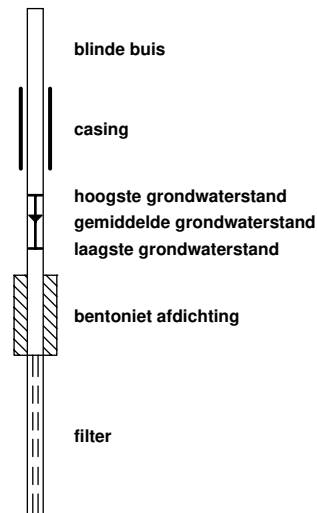 blinde buis
casing
hoogste grondwaterstand
gemiddelde grondwaterstand
laagste grondwaterstand
bentoniet afdichting
filter